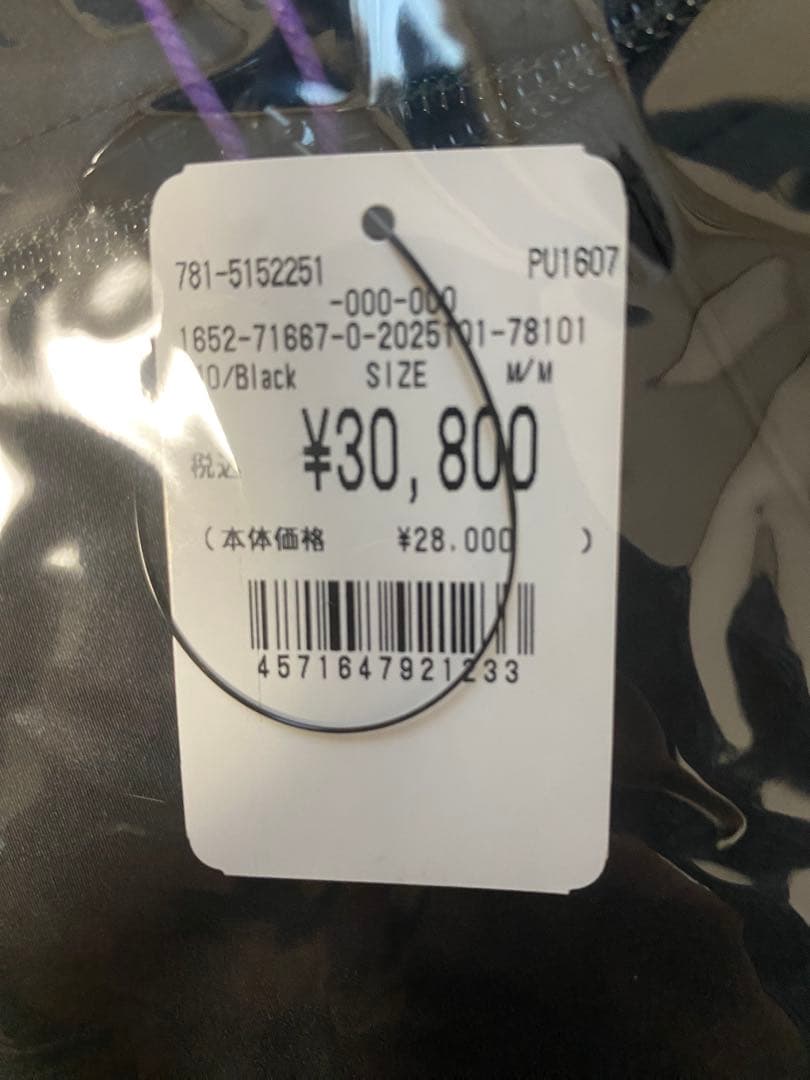 781-5152251 PU1607
-000-000
1652-71667-0-2025101-78101
10/Black SIZE M/M
税込 ¥30,800
(本体価格 ¥28.000 )
4571647921233